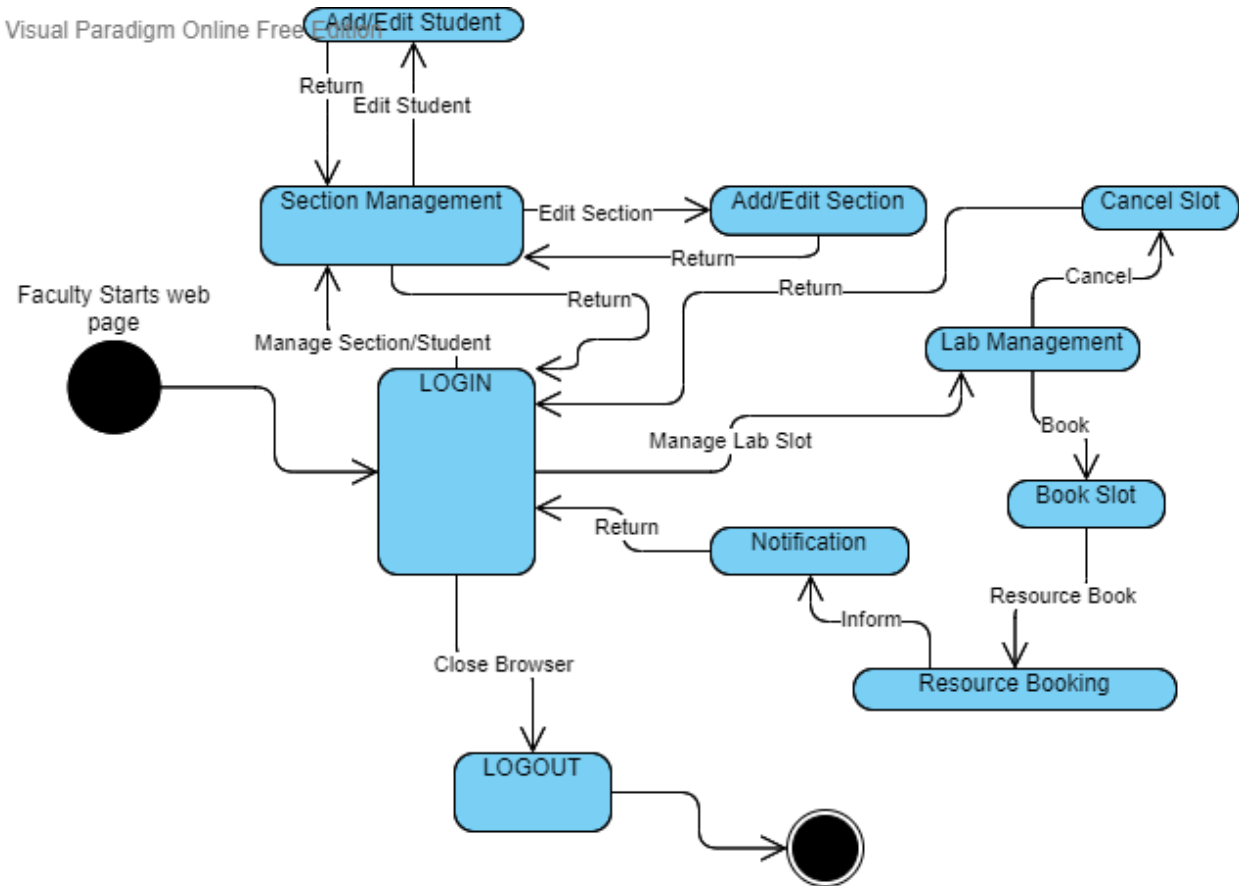 Visual Paradigm Online Free Edition
Add/Edit Student
Return
Edit Student
Section Management
Edit Section
Add/Edit Section
Cancel Slot
Return
Cancel
Return
Return
Faculty Starts web
page
Manage Section/Student
Lab Management
LOGIN
Manage Lab Slot
Book
Book Slot
Return
Notification
Resource Book
Inform
Close Browser
Resource Booking
LOGOUT